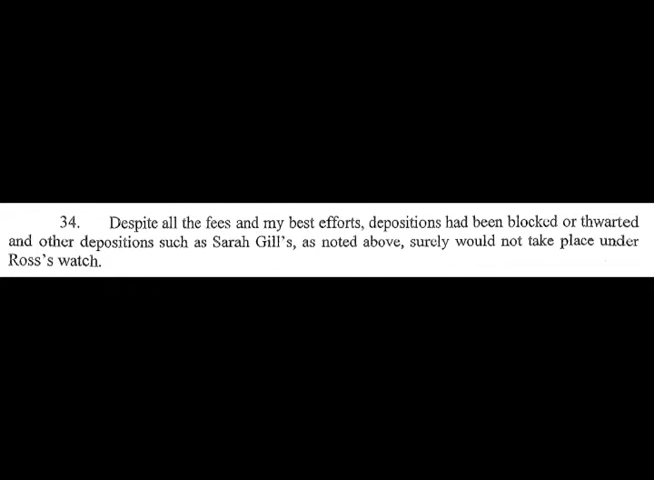 34. Despite all the fees and my best efforts, depositions had been blocked or thwarted
and other depositions such as Sarah Gill's, as noted above, surely would not take place under
Ross's watch.